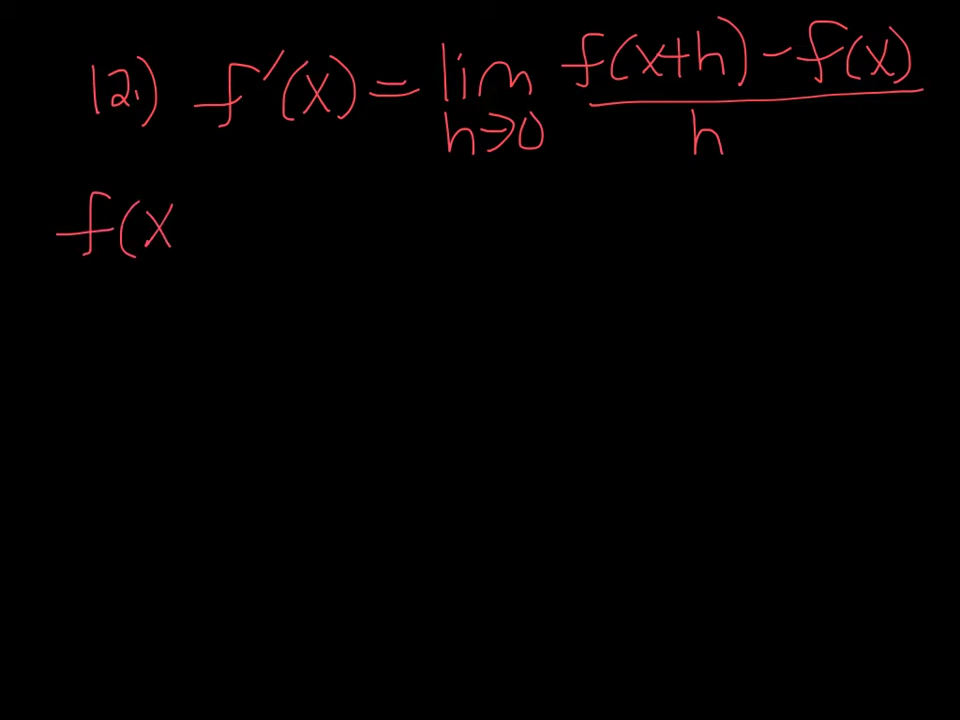 12.) f'(x) = lim h→0 f(x+h) - f(x) / h
f(x